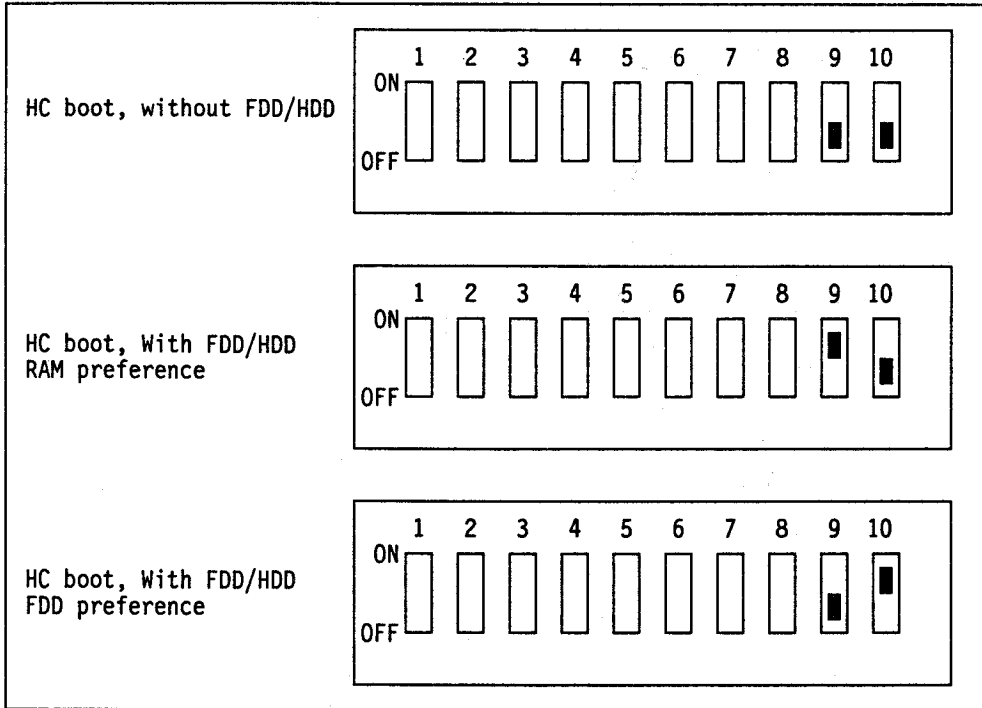 1 2 3 4 5 6 7 8 9 10
ON
HC boot, without FDD/HDD
OFF
1 2 3 4 5 6 7 8 9 10
ON
HC boot, With FDD/HDD
RAM preference
OFF
1 2 3 4 5 6 7 8 9 10
ON
HC boot, With FDD/HDD
FDD preference
OFF